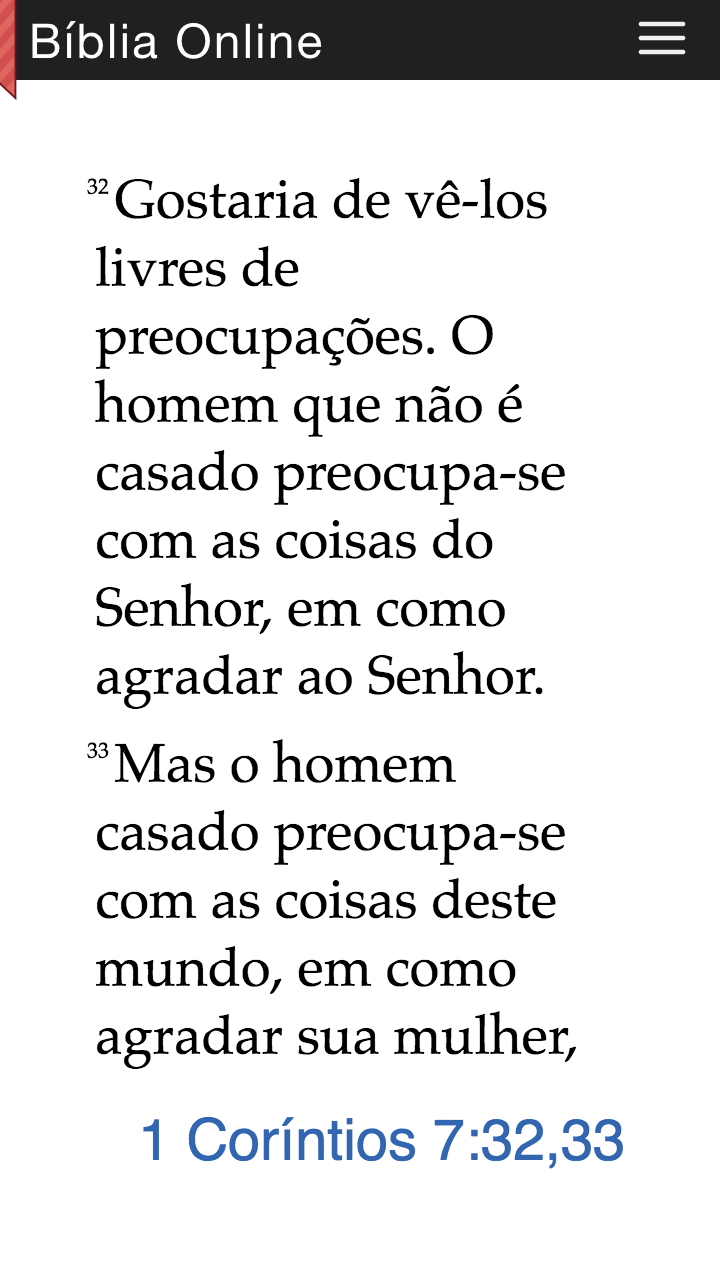 Bíblia Online
32 Gostaria de vê-los
livres de
preocupações. O
homem que não é
casado preocupa-se
com as coisas do
Senhor, em como
agradar ao Senhor.
33 Mas o homem
casado preocupa-se
com as coisas deste
mundo, em como
agradar sua mulher,
1 Coríntios 7:32,33